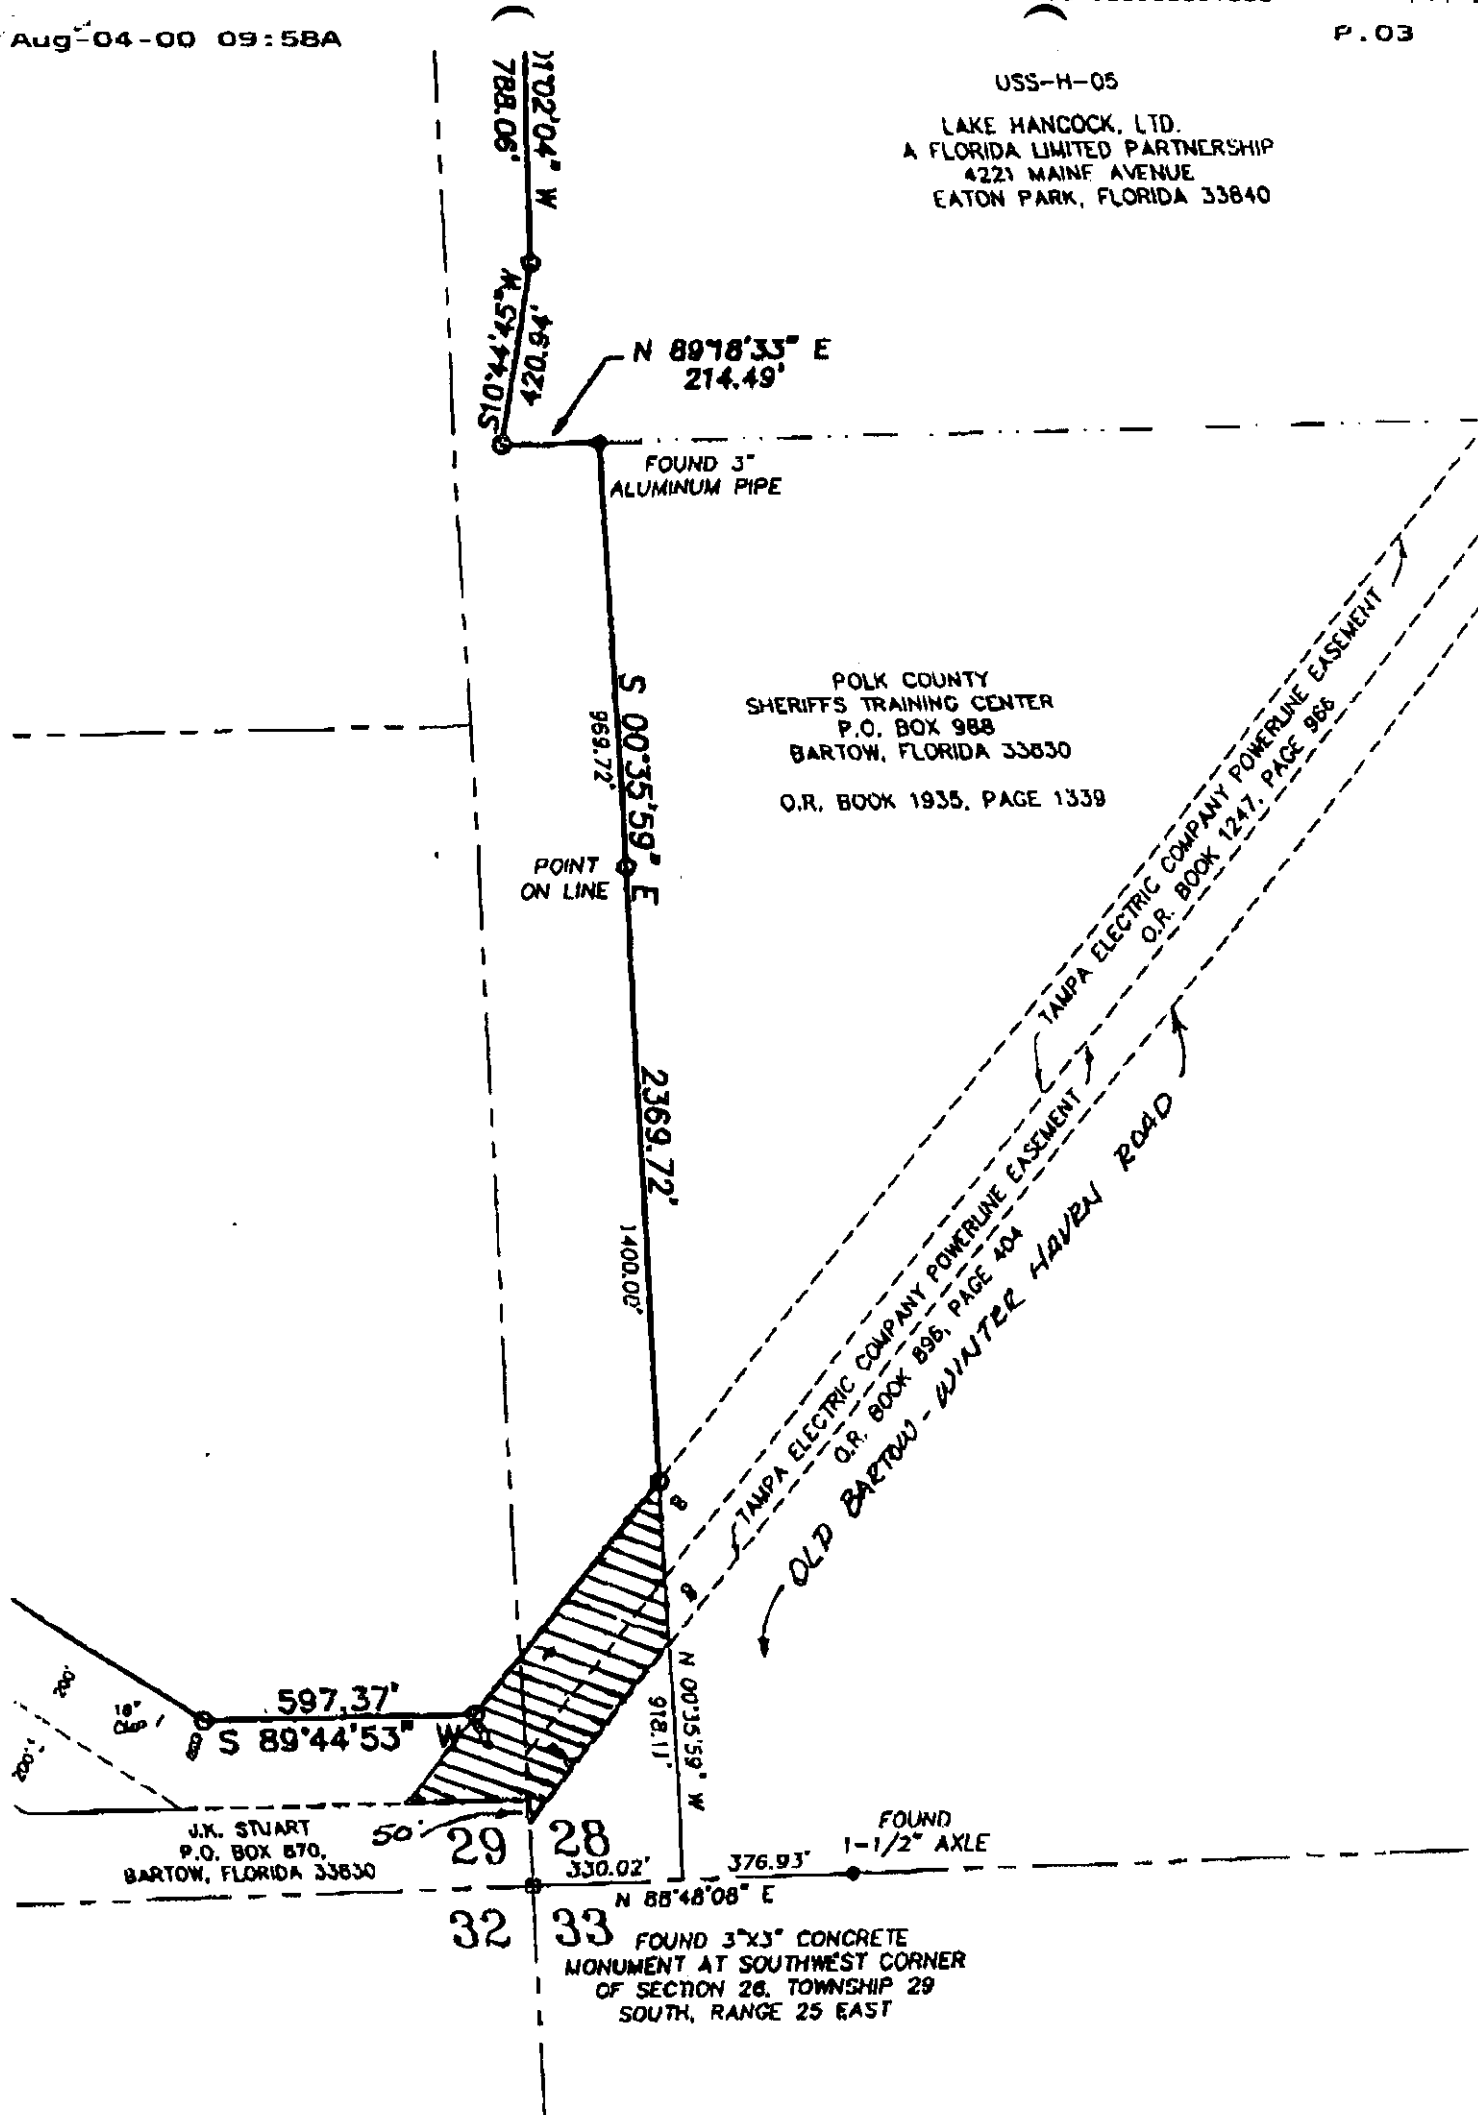 Aug-04-00 09:58A
P.03
USS-H-05
LAKE HANCOCK, LTD.
A FLORIDA LIMITED PARTNERSHIP
4221 MAINE AVENUE
EATON PARK, FLORIDA 33840
1°02'04" W
788.06'
S10°44'45" W
420.94'
N 89°18'33" E
214.49'
FOUND 3"
ALUMINUM PIPE
S 00°35'59" E
969.72'
POLK COUNTY
SHERIFFS TRAINING CENTER
P.O. BOX 988
BARTOW, FLORIDA 33830
O.R. BOOK 1935, PAGE 1339
POINT
ON LINE
TAMPA ELECTRIC COMPANY POWERLINE EASEMENT
O.R. BOOK 1247, PAGE 966
2369.72'
1400.00'
TAMPA ELECTRIC COMPANY POWERLINE EASEMENT
O.R. BOOK 896, PAGE 404
OLD BARTOW - WINTER HAVEN ROAD
8
8
N 00°35'59" W
918.11'
200'
18"
200'
597.37'
S 89°44'53" W
J.K. STUART
P.O. BOX 870,
BARTOW, FLORIDA 33830
50'
29 28
32 33
330.02'
376.93'
N 88°48'08" E
FOUND
1-1/2" AXLE
FOUND 3"X3" CONCRETE
MONUMENT AT SOUTHWEST CORNER
OF SECTION 28, TOWNSHIP 29
SOUTH, RANGE 25 EAST